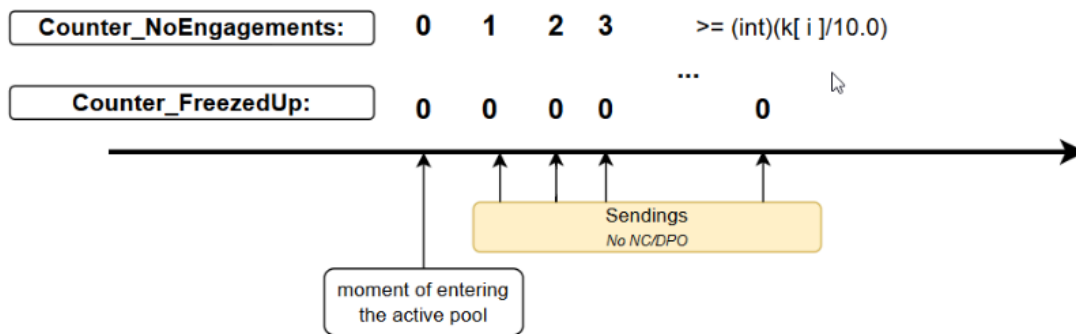 Counter_NoEngagements: 0 1 2 3 >= (int)(k[ i ]/10.0)
...
Counter_FreezedUp: 0 0 0 0 0
Sendings
No NC/DPO
moment of entering
the active pool